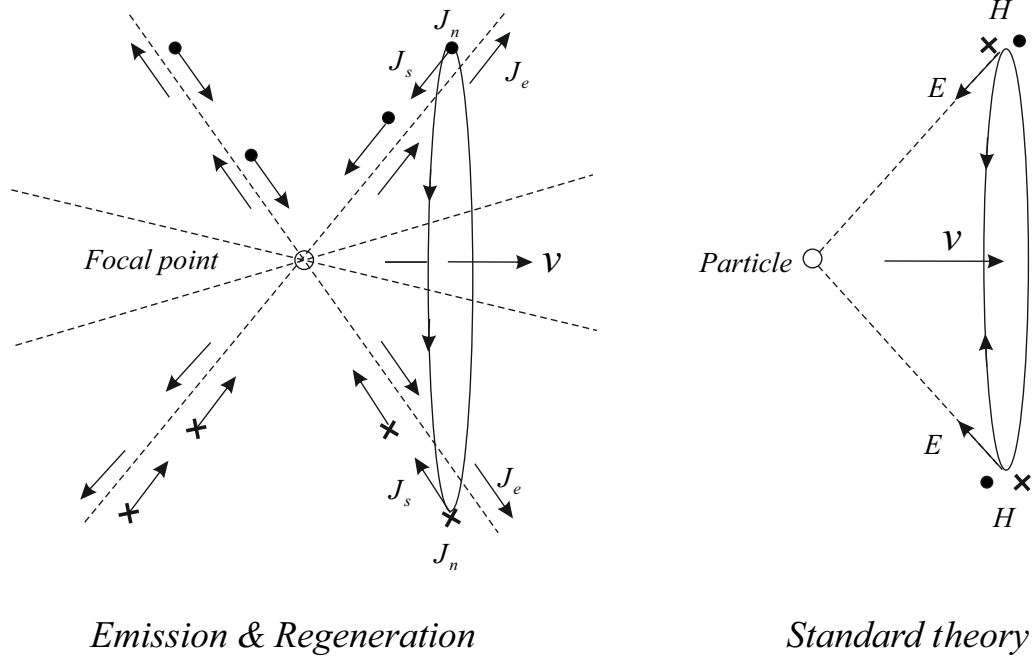 J_n
H
J_s
J_e
E
Focal point
v
Particle
v
E
J_s
J_e
J_n
H
Emission & Regeneration
Standard theory